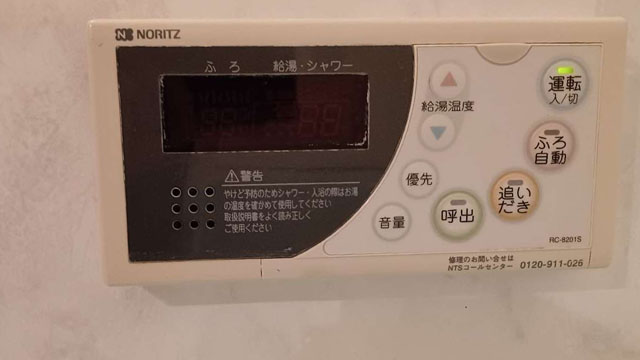 NORITZ
ふろ 給湯・シャワー
給湯温度
運転
入/切
ふろ
自動
優先
追い
だき
音量
呼出
警告
やけど予防のためシャワー・入浴の際はお湯
の温度を確かめて使用してください
取扱説明書をよく読み正しく
ご使用ください
RC-8201S
修理のお問い合せは
NTSコールセンター 0120-911-026